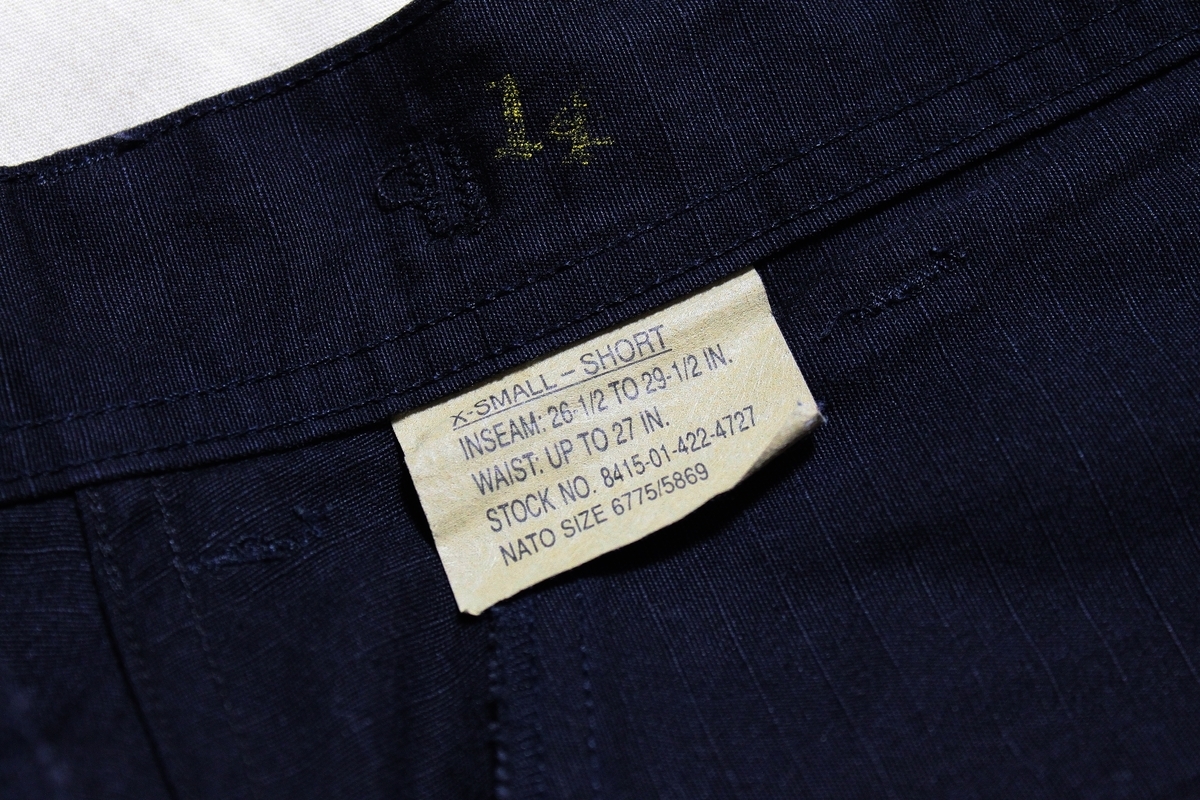 14
X-SMALL – SHORT
INSEAM: 26-1/2 TO 29-1/2 IN.
WAIST: UP TO 27 IN.
STOCK NO. 8415-01-422-4727
NATO SIZE 6775/5869